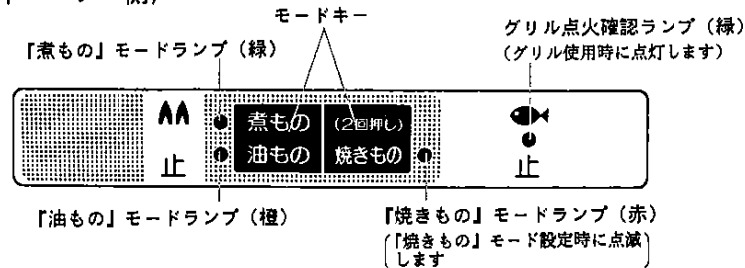 モードキー
グリル点火確認ランプ（緑）
（グリル使用時に点灯します）
『煮もの』モードランプ（緑）
煮もの
（2回押し）
止
油もの
焼きもの
止
『油もの』モードランプ（橙）
『焼きもの』モードランプ（赤）
（『焼きもの』モード設定時に点滅
します）